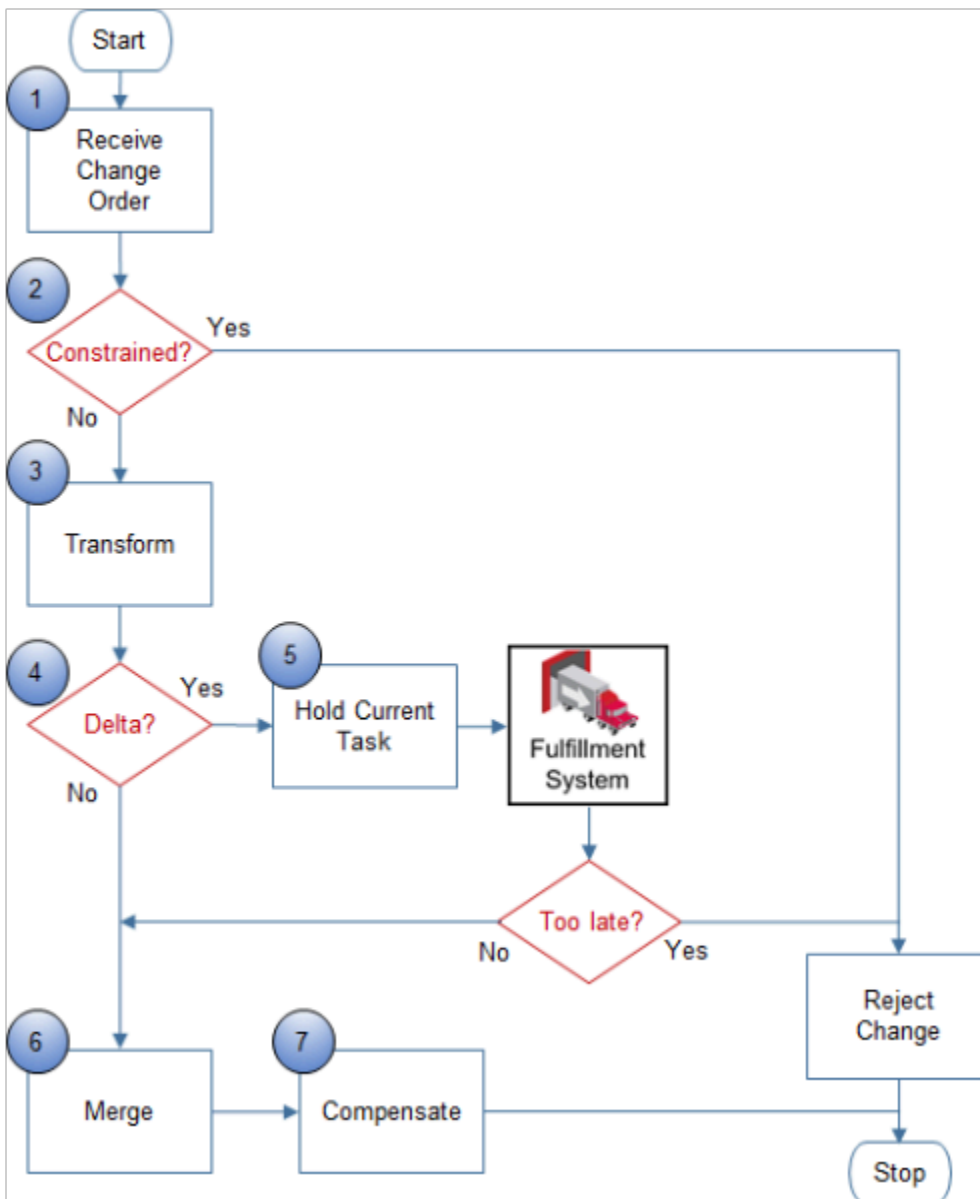 Start
1
Receive
Change
Order
2
Constrained?
Yes
No
3
Transform
4
Delta?
Yes
No
5
Hold Current
Task
Fulfillment
System
Too late?
No
Yes
Reject
Change
6
Merge
7
Compensate
Stop